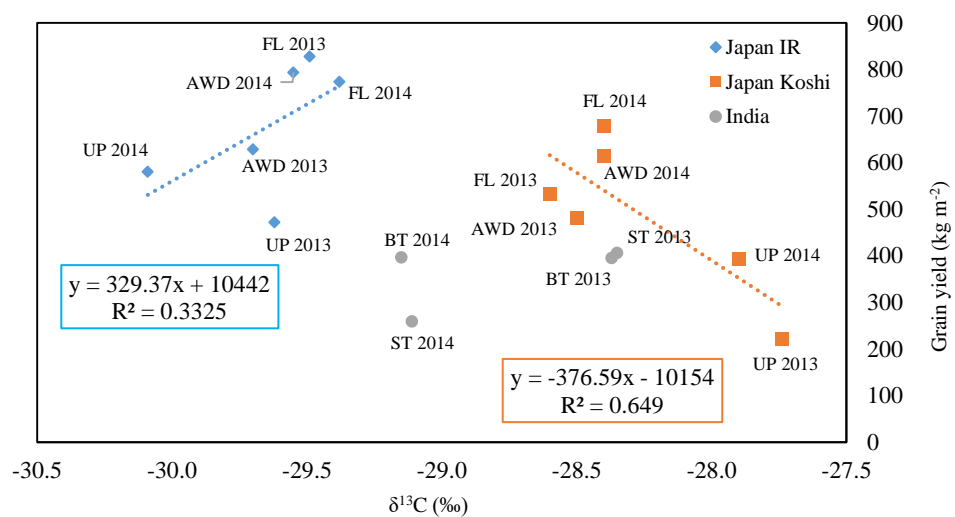 FL 2013
AWD 2014
FL 2014
UP 2014
AWD 2013
UP 2013
BT 2014
ST 2014
FL 2014
AWD 2014
FL 2013
AWD 2013
ST 2013
BT 2013
UP 2014
UP 2013
Japan IR
Japan Koshi
India
y = 329.37x + 10442
R² = 0.3325
y = -376.59x - 10154
R² = 0.649
900
800
700
600
500
400
300
200
100
0
Grain yield (kg m⁻²)
-30.5 -30.0 -29.5 -29.0 -28.5 -28.0 -27.5
δ¹³C (‰)